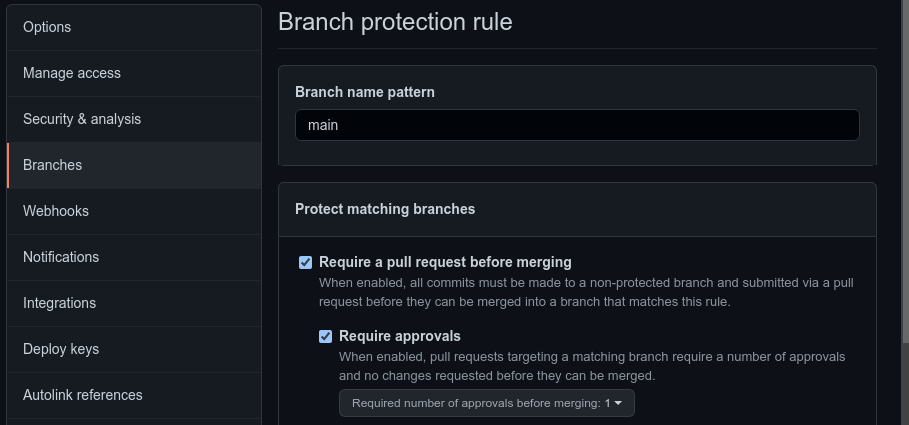 Options
Manage access
Security & analysis
Branches
Webhooks
Notifications
Integrations
Deploy keys
Autolink references
Branch protection rule
Branch name pattern
main
Protect matching branches
Require a pull request before merging
When enabled, all commits must be made to a non-protected branch and submitted via a pull
request before they can be merged into a branch that matches this rule.
Require approvals
When enabled, pull requests targeting a matching branch require a number of approvals
and no changes requested before they can be merged.
Required number of approvals before merging: 1